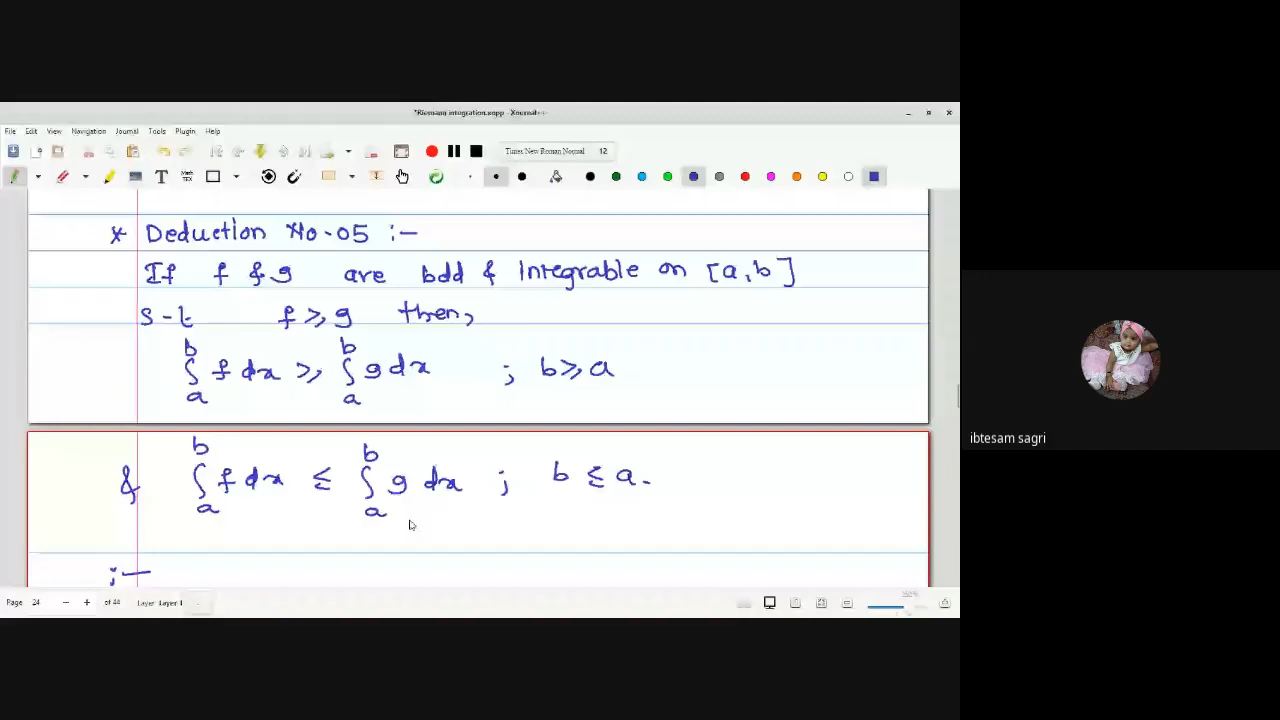 *Riemann integration.xopp - Xournal++
File Edit View Navigation Journal Tools Plugin Help
Times New Roman Normal 12
* Deduction No-05 :-
If f & g are bdd & Integrable on [a,b]
s-t f ≥ g then,
∫_a^b f dx ≥ ∫_a^b g dx ; b ≥ a
& ∫_a^b f dx ≤ ∫_a^b g dx ; b ≤ a.
:-
Page 24 of 44 Layer
ibtesam sagri